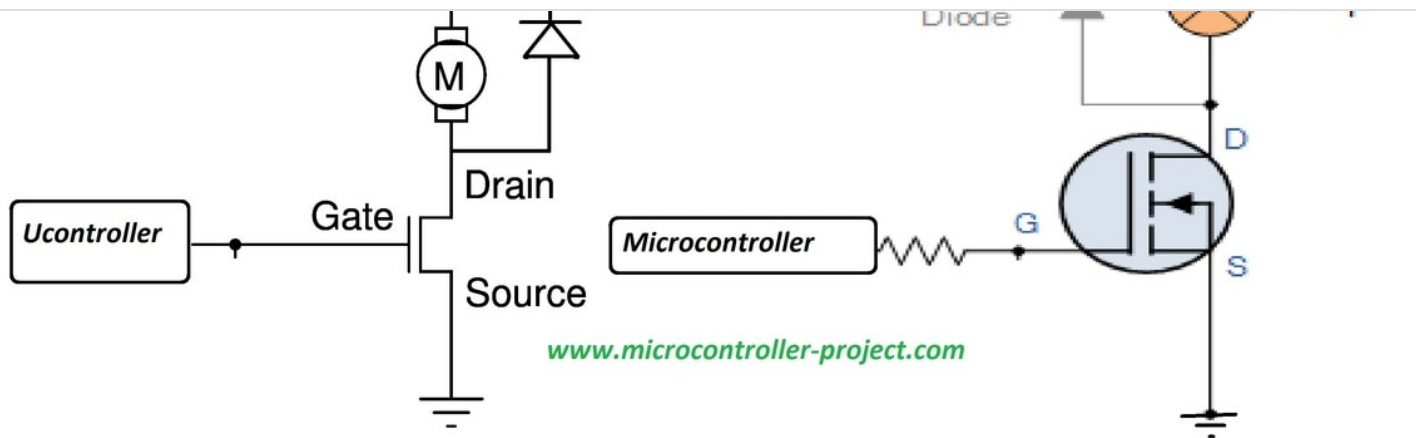 Diode
M
D
Drain
Gate
Ucontroller
G
Microcontroller
S
Source
www.microcontroller-project.com